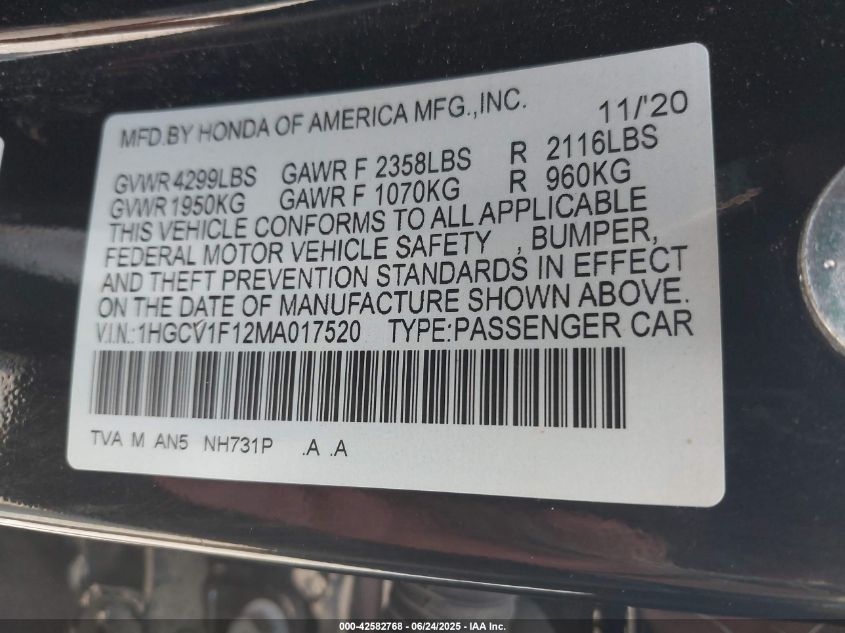 MFD.BY HONDA OF AMERICA MFG.,INC. 11/'20
GVWR 4299LBS GAWR F 2358LBS R 2116LBS
GVWR 1950KG GAWR F 1070KG R 960KG
THIS VEHICLE CONFORMS TO ALL APPLICABLE
FEDERAL MOTOR VEHICLE SAFETY , BUMPER,
AND THEFT PREVENTION STANDARDS IN EFFECT
ON THE DATE OF MANUFACTURE SHOWN ABOVE.
V.I.N.:1HGCV1F12MA017520 TYPE:PASSENGER CAR
TVA M AN5 NH731P .A .A
000-42582768 - 06/24/2025 - IAA Inc.